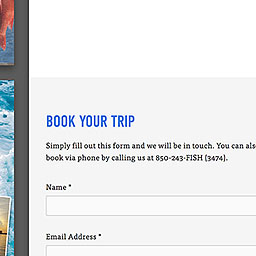 BOOK YOUR TRIP
Simply fill out this form and we will be in touch. You can als
book via phone by calling us at 850-243-FISH (3474).
Name *
Email Address *